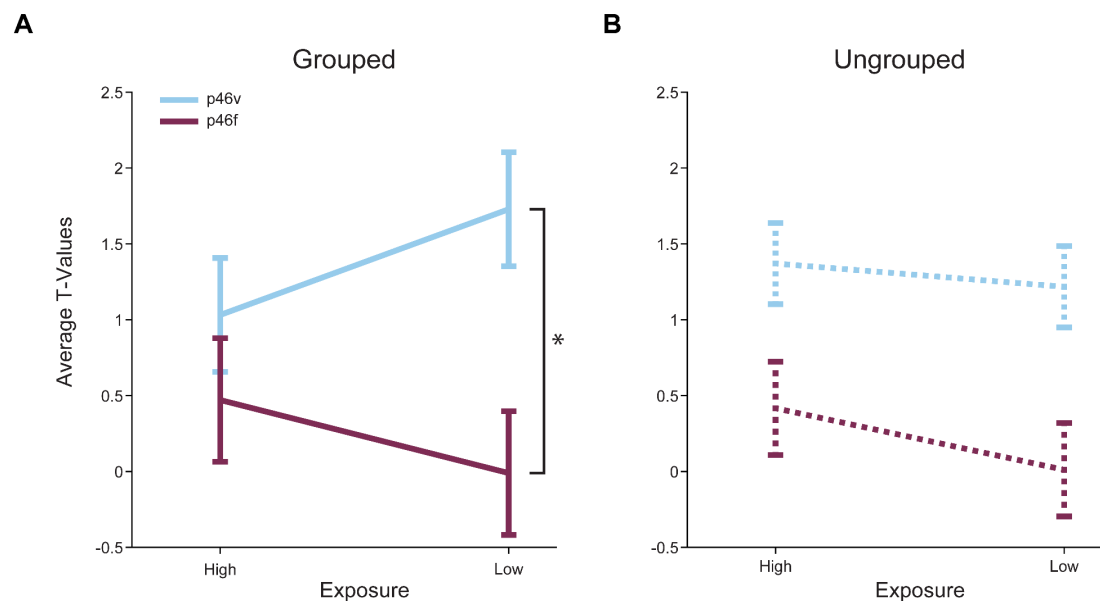 A
Grouped
p46v
p46f
2.5
2
1.5
1
0.5
0
-0.5
Average T-Values
*
High
Low
Exposure
B
Ungrouped
2.5
2
1.5
1
0.5
0
-0.5
High
Low
Exposure